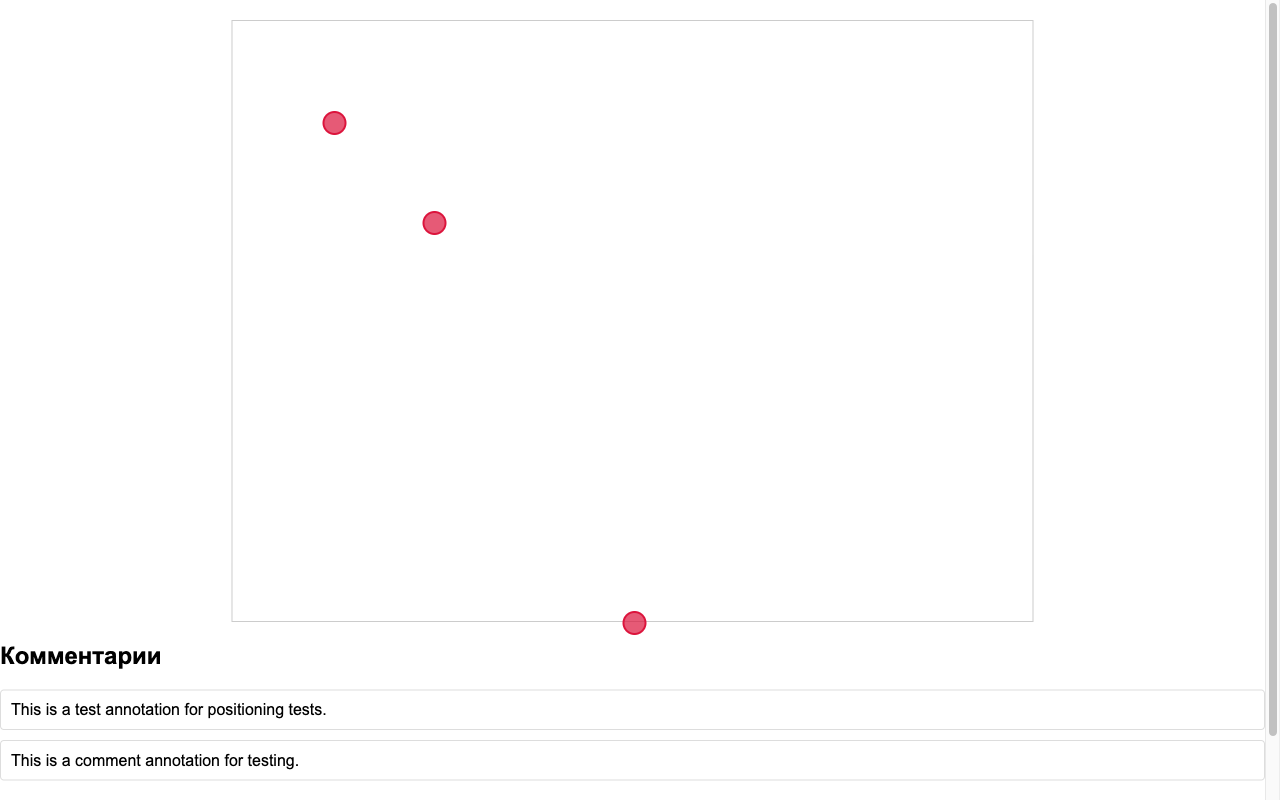 Комментарии
This is a test annotation for positioning tests.
This is a comment annotation for testing.